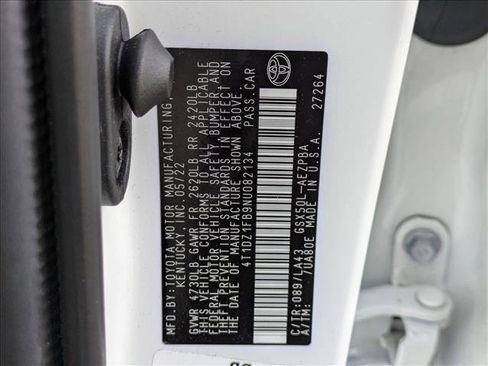 MFD.BY: TOYOTA MOTOR MANUFACTURING,
KENTUCKY, INC. 05/22
GVWR 4730LB GAWR FR 2620LB RR 2420LB
THIS VEHICLE CONFORMS TO ALL APPLICABLE
FEDERAL MOTOR VEHICLE SAFETY, BUMPER AND
THEFT PREVENTION STANDARDS IN EFFECT ON
THE DATE OF MANUFACTURE SHOWN ABOVE.
4T1DZ1FB9NU082134 PASS.CAR
C/TR:089/LA43 GSX50L-AEZPBA
A/TM: /UA80E MADE IN U.S.A.
27264